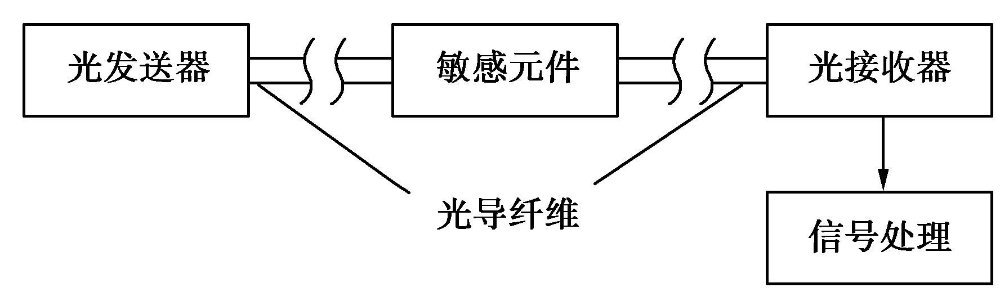 光发送器
敏感元件
光接收器
光导纤维
信号处理